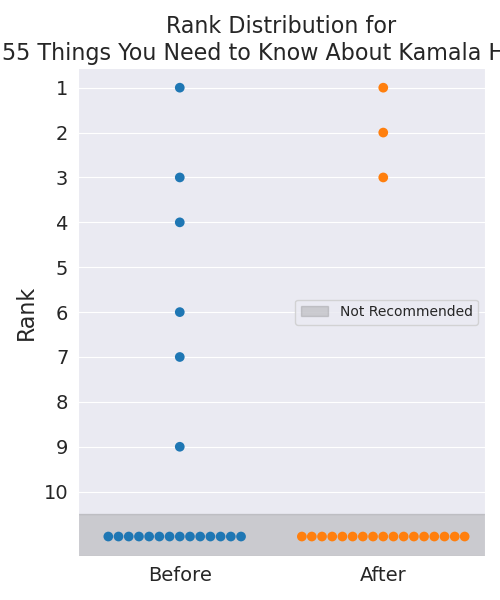 Rank Distribution for
55 Things You Need to Know About Kamala H
1
2
3
4
5
6
7
8
9
10
Rank
Not Recommended
Before
After